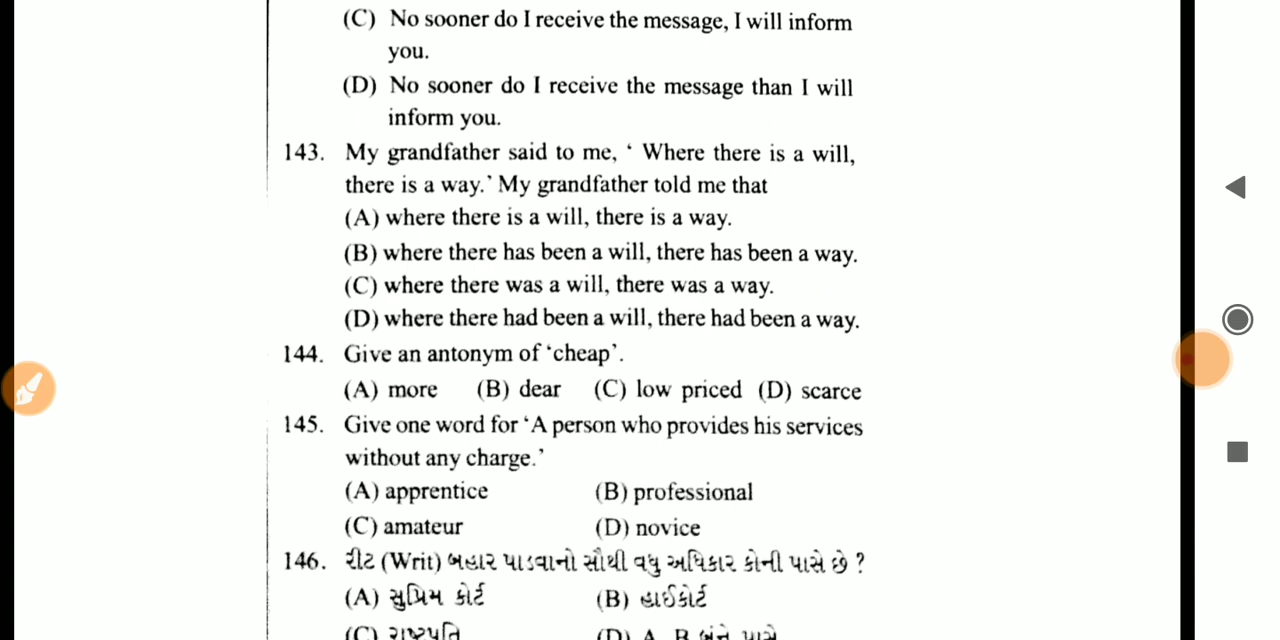 (C) No sooner do I receive the message, I will inform
you.
(D) No sooner do I receive the message than I will
inform you.
143. My grandfather said to me, ‘ Where there is a will,
there is a way.’ My grandfather told me that
(A) where there is a will, there is a way.
(B) where there has been a will, there has been a way.
(C) where there was a will, there was a way.
(D) where there had been a will, there had been a way.
144. Give an antonym of ‘cheap’.
(A) more (B) dear (C) low priced (D) scarce
145. Give one word for ‘A person who provides his services
without any charge.’
(A) apprentice (B) professional
(C) amateur (D) novice
146. રીટ (Writ) બહાર પાડવાનો સૌથી વધુ અધિકાર કોની પાસે છે ?
(A) સુપ્રિમ કોર્ટ (B) હાઈકોર્ટ
(C) રાષ્ટ્રપતિ (D) A, B બંને પાસે